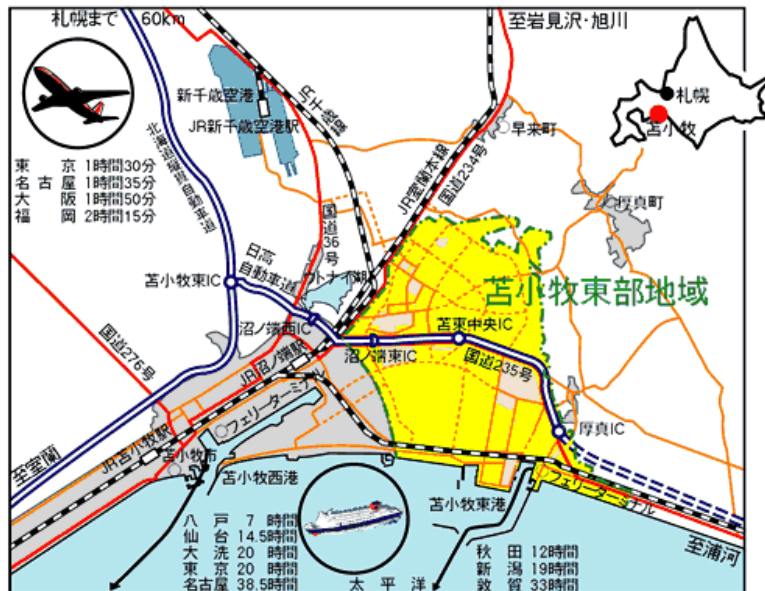 札幌まで 60km
至岩見沢・旭川
新千歳空港
JR新千歳空港駅
JR千歳線
札幌
苫小牧
東京 1時間30分
名古屋 1時間35分
大阪 1時間50分
福岡 2時間15分
北海道縦貫自動車道
JR室蘭本線
国道234号
早来町
厚真町
国道36号
日高自動車道
ウトナイ湖
苫小牧東部地域
苫小牧東IC
沼ノ端西IC
苫東中央IC
国道276号
JR沼ノ端駅
沼ノ端東IC
国道235号
フェリーターミナル
厚真IC
JR苫小牧駅
至室蘭
苫小牧市
苫小牧西港
苫小牧東港
フェリーターミナル
至浦河
八戸 7 時間
仙台 14.5時間
大洗 20 時間
東京 20 時間
名古屋 38.5時間
太平洋
秋田 12時間
新潟 19時間
敦賀 33時間